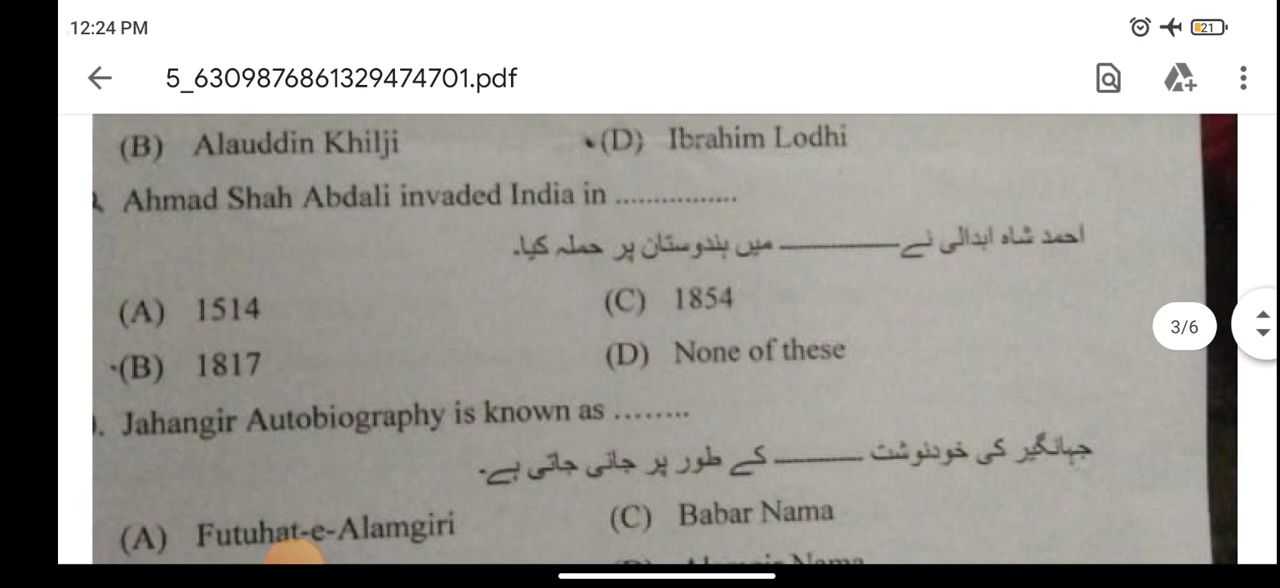 12:24 PM
21
5_6309876861329474701.pdf
(B) Alauddin Khilji (D) Ibrahim Lodhi
Ahmad Shah Abdali invaded India in ................
احمد شاہ ابدالی نے ـــــــــــــ میں ہندوستان پر حملہ کیا۔
(A) 1514 (C) 1854
(B) 1817 (D) None of these
3/6
. Jahangir Autobiography is known as ........
جہانگیر کی خودنوشت ـــــــــــــ کے طور پر جانی جاتی ہے۔
(A) Futuhat-e-Alamgiri (C) Babar Nama